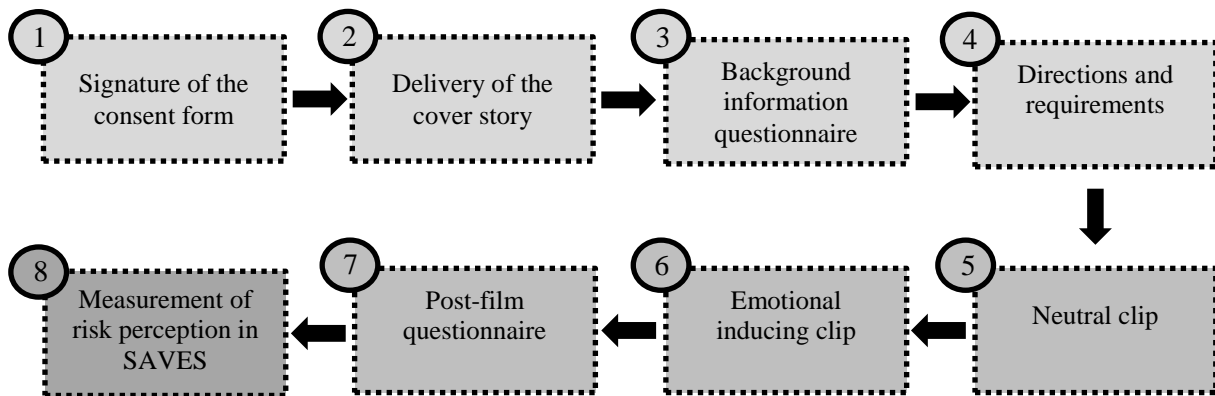 1
Signature of the
consent form
2
Delivery of the
cover story
3
Background
information
questionnaire
4
Directions and
requirements
5
Neutral clip
6
Emotional
inducing clip
7
Post-film
questionnaire
8
Measurement of
risk perception in
SAVES